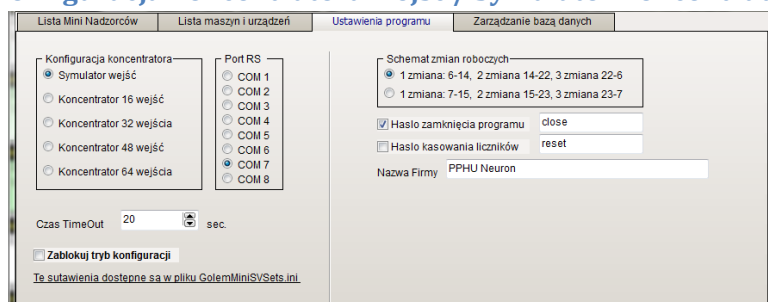 Lista Mini Nadzorców
Lista maszyn i urządzeń
Ustawienia programu
Zarządzanie bazą danych
Konfiguracja koncentratora
Symulator wejść
Koncentrator 16 wejść
Koncentrator 32 wejścia
Koncentrator 48 wejść
Koncentrator 64 wejścia
Port RS
COM 1
COM 2
COM 3
COM 4
COM 5
COM 6
COM 7
COM 8
Czas TimeOut 20 sec.
Zablokuj tryb konfiguracji
Te sutawienia dostępne sa w pliku GolemMiniSVSets.ini
Schemat zmian roboczych
1 zmiana: 6-14, 2 zmiana 14-22, 3 zmiana 22-6
1 zmiana: 7-15, 2 zmiana 15-23, 3 zmiana 23-7
Hasło zamknięcia programu close
Hasło kasowania liczników reset
Nazwa Firmy PPHU Neuron